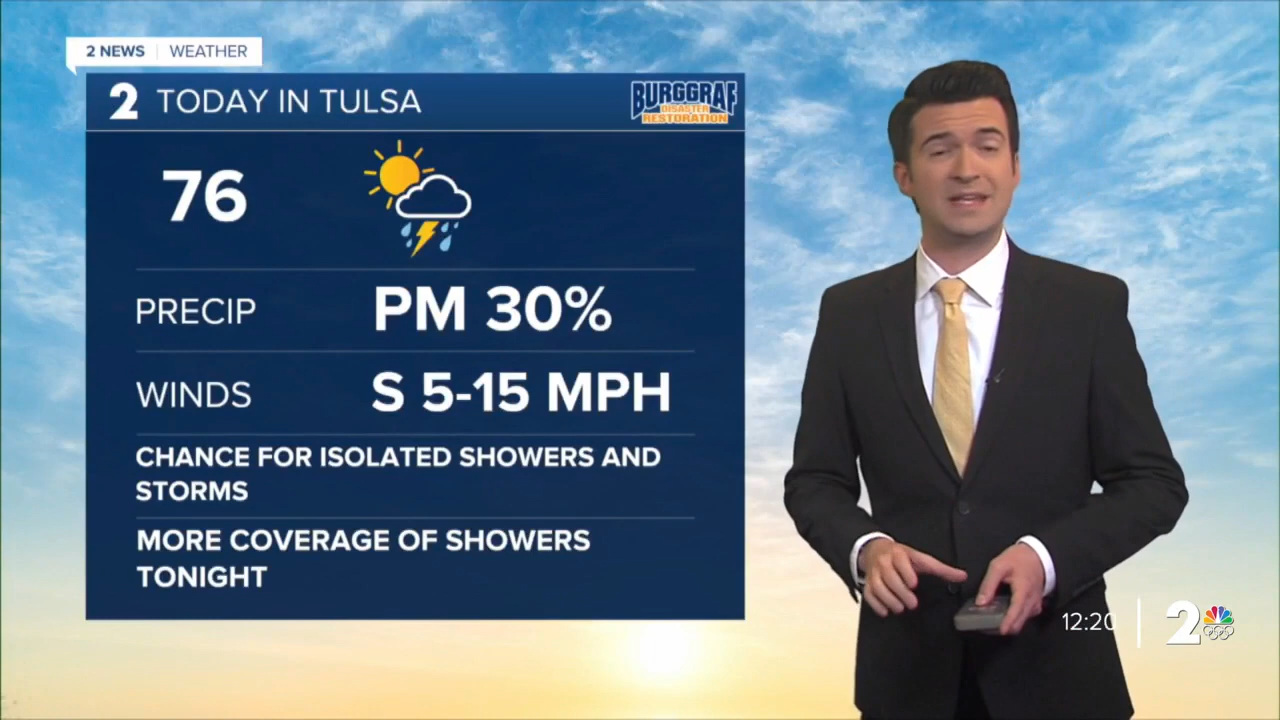 2 NEWS | WEATHER
2 TODAY IN TULSA
BURGGRAF
DISASTER
RESTORATION
76
PRECIP PM 30%
WINDS S 5-15 MPH
CHANCE FOR ISOLATED SHOWERS AND
STORMS
MORE COVERAGE OF SHOWERS
TONIGHT
12:20 | 2